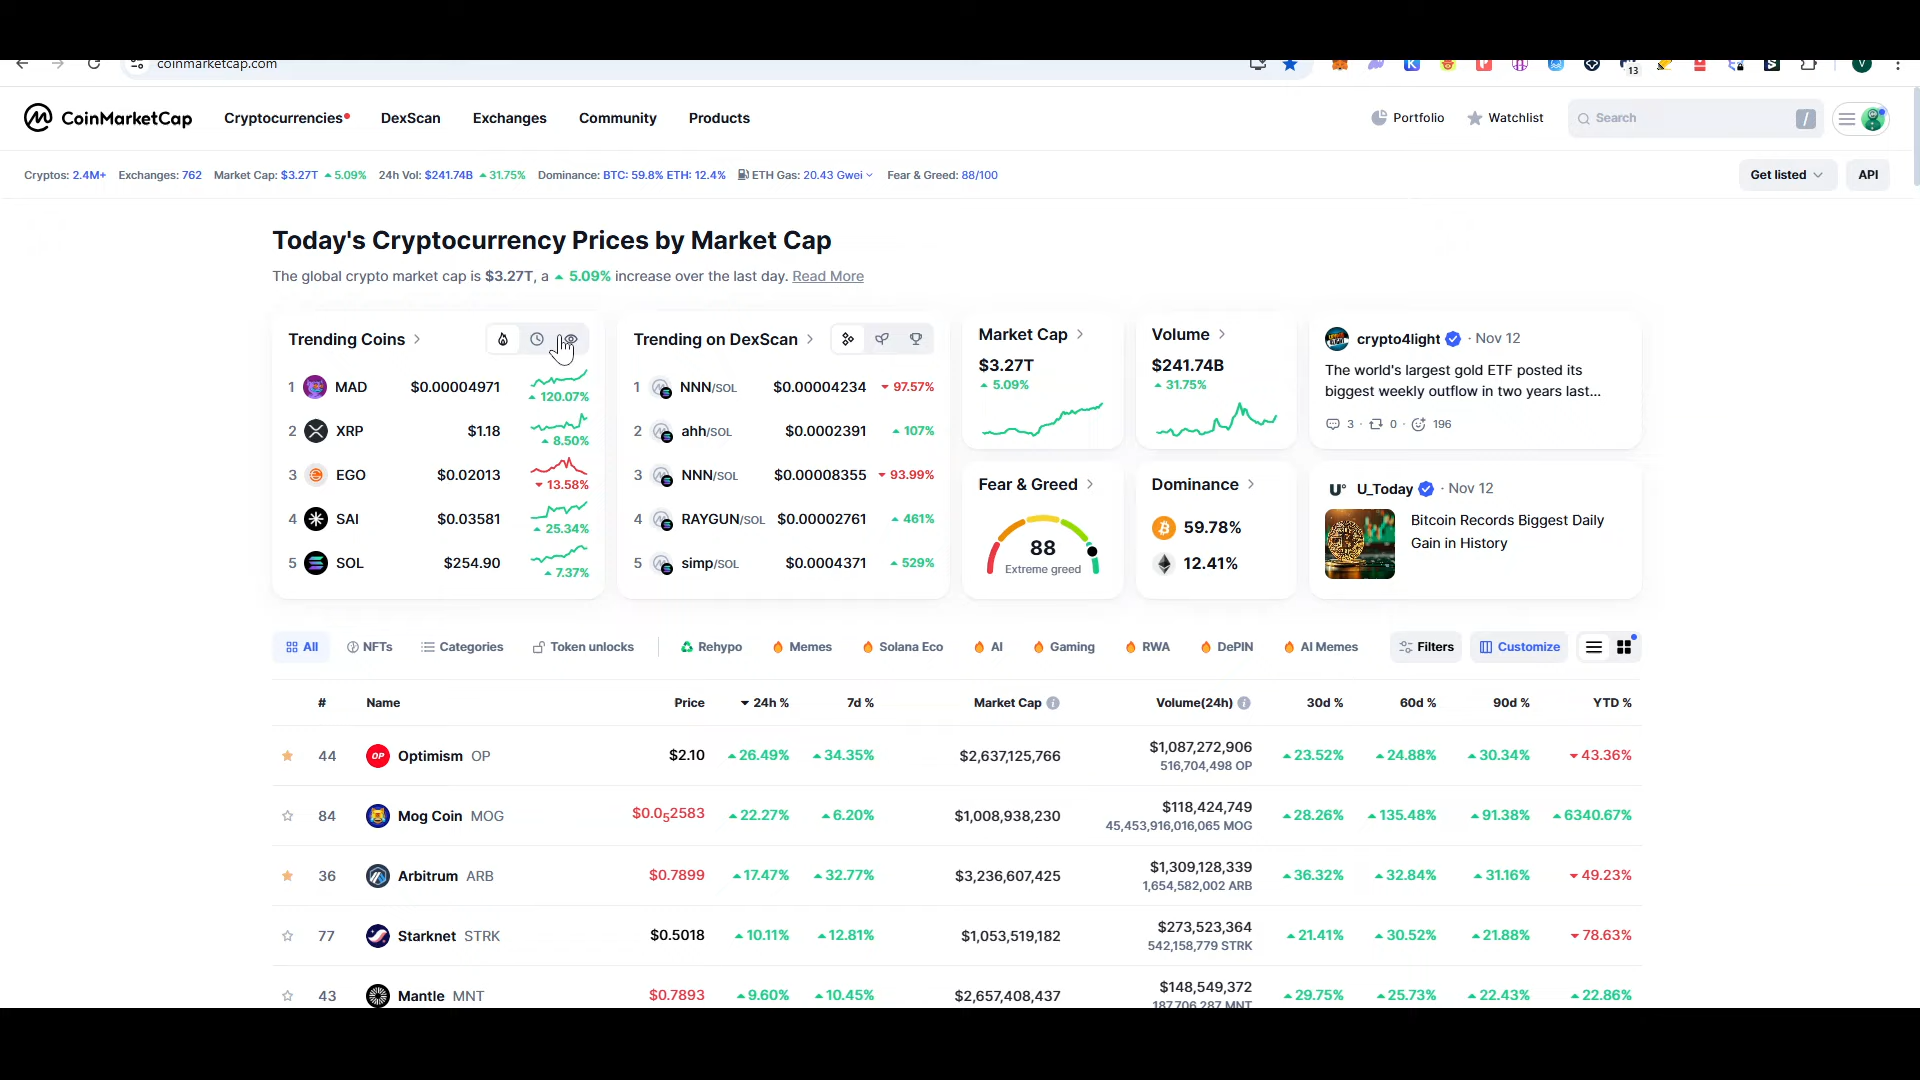 coinmarketcap.com
13
V
CoinMarketCap
Cryptocurrencies
DexScan
Exchanges
Community
Products
Portfolio
Watchlist
Search
/
Cryptos: 2.4M+ Exchanges: 762 Market Cap: $3.27T 5.09% 24h Vol: $241.74B 31.75% Dominance: BTC: 59.8% ETH: 12.4% ETH Gas: 20.43 Gwei Fear & Greed: 88/100
Get listed
API
Today's Cryptocurrency Prices by Market Cap
The global crypto market cap is $3.27T, a 5.09% increase over the last day. Read More
Trending Coins
1 MAD $0.00004971 120.07%
2 XRP $1.18 8.50%
3 EGO $0.02013 13.58%
4 SAI $0.03581 25.34%
5 SOL $254.90 7.37%
Trending on DexScan
1 NNN/SOL $0.00004234 97.57%
2 ahh/SOL $0.0002391 107%
3 NNN/SOL $0.00008355 93.99%
4 RAYGUN/SOL $0.00002761 461%
5 simp/SOL $0.0004371 529%
Market Cap
$3.27T
5.09%
Volume
$241.74B
31.75%
Fear & Greed
88
Extreme greed
Dominance
59.78%
12.41%
crypto4light · Nov 12
The world's largest gold ETF posted its
biggest weekly outflow in two years last...
3 · 0 · 196
U_Today · Nov 12
Bitcoin Records Biggest Daily
Gain in History
All
NFTs
Categories
Token unlocks
Rehypo
Memes
Solana Eco
AI
Gaming
RWA
DePIN
AI Memes
Filters
Customize
# Name Price 24h % 7d % Market Cap Volume(24h) 30d % 60d % 90d % YTD %
44 OP Optimism OP $2.10 26.49% 34.35% $2,637,125,766 $1,087,272,906 23.52% 24.88% 30.34% 43.36%
516,704,498 OP
84 Mog Coin MOG $0.0₅2583 22.27% 6.20% $1,008,938,230 $118,424,749 28.26% 135.48% 91.38% 6340.67%
45,453,916,016,065 MOG
36 Arbitrum ARB $0.7899 17.47% 32.77% $3,236,607,425 $1,309,128,339 36.32% 32.84% 31.16% 49.23%
1,654,582,002 ARB
77 Starknet STRK $0.5018 10.11% 12.81% $1,053,519,182 $273,523,364 21.41% 30.52% 21.88% 78.63%
542,158,779 STRK
43 Mantle MNT $0.7893 9.60% 10.45% $2,657,408,437 $148,549,372 29.75% 25.73% 22.43% 22.86%
187,706,287 MNT